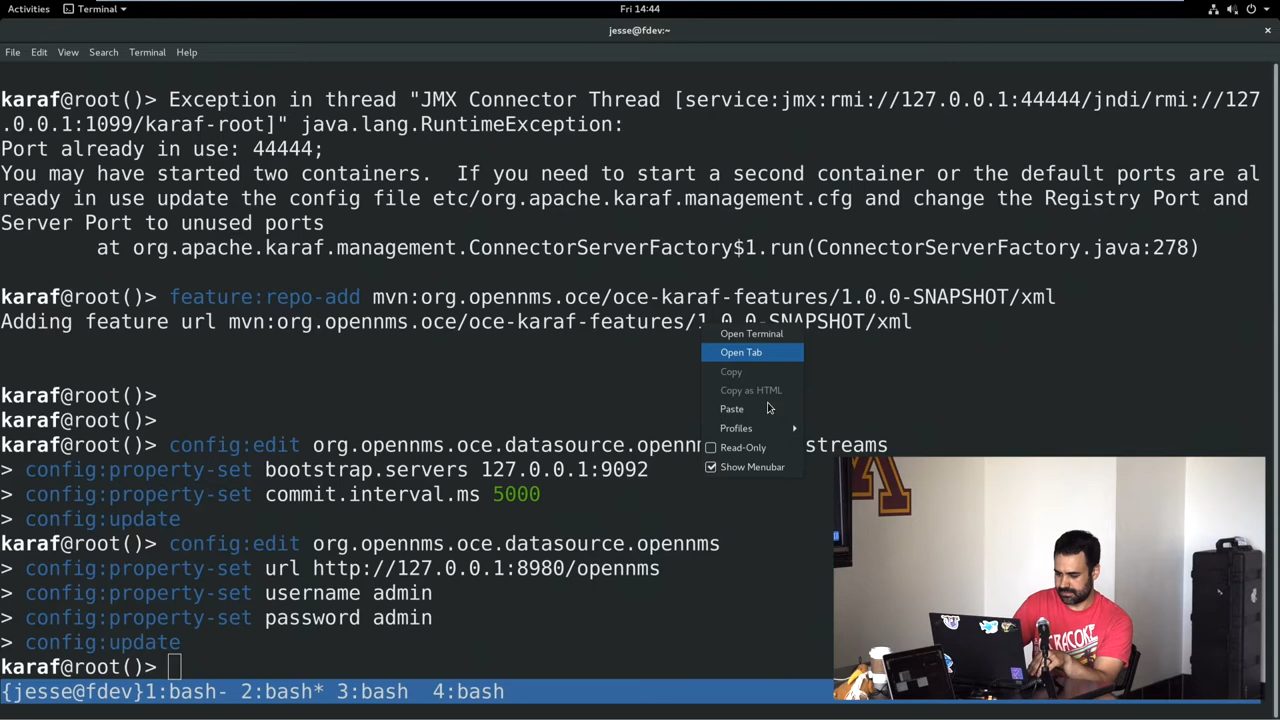 Activities Terminal Fri 14:44
jesse@fdev:~
File Edit View Search Terminal Help
karaf@root()> Exception in thread "JMX Connector Thread [service:jmx:rmi://127.0.0.1:44444/jndi/rmi://127
.0.0.1:1099/karaf-root]" java.lang.RuntimeException:
Port already in use: 44444;
You may have started two containers.  If you need to start a second container or the default ports are al
ready in use update the config file etc/org.apache.karaf.management.cfg and change the Registry Port and
Server Port to unused ports
        at org.apache.karaf.management.ConnectorServerFactory$1.run(ConnectorServerFactory.java:278)
karaf@root()> feature:repo-add mvn:org.opennms.oce/oce-karaf-features/1.0.0-SNAPSHOT/xml
Adding feature url mvn:org.opennms.oce/oce-karaf-features/1.0.0-SNAPSHOT/xml
Open Terminal
Open Tab
Copy
Copy as HTML
Paste
Profiles
Read-Only
Show Menubar
karaf@root()>
karaf@root()>
karaf@root()> config:edit org.opennms.oce.datasource.openn streams
> config:property-set bootstrap.servers 127.0.0.1:9092
> config:property-set commit.interval.ms 5000
> config:update
karaf@root()> config:edit org.opennms.oce.datasource.opennms
> config:property-set url http://127.0.0.1:8980/opennms
> config:property-set username admin
> config:property-set password admin
> config:update
karaf@root()>
{jesse@fdev}1:bash- 2:bash* 3:bash  4:bash